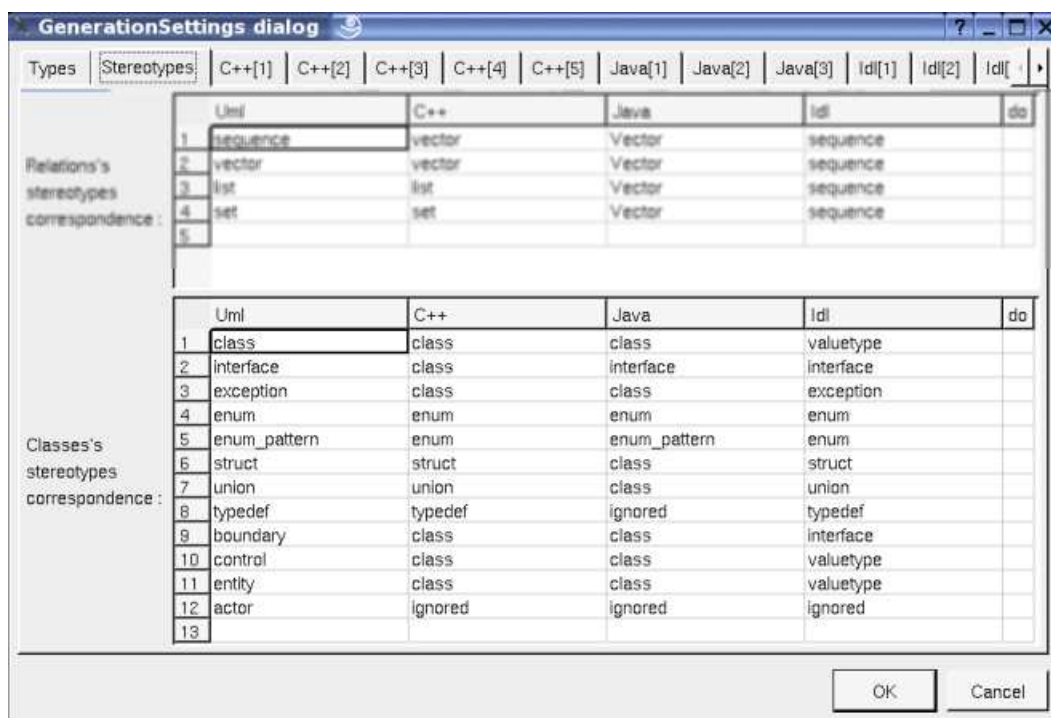 GenerationSettings dialog ? _ X
Types Stereotypes C++[1] C++[2] C++[3] C++[4] C++[5] Java[1] Java[2] Java[3] Idl[1] Idl[2] Idl[
Uml C++ Java Idl do
Relations's
stereotypes
correspondence :
1 sequence vector Vector sequence
2 vector vector Vector sequence
3 list list Vector sequence
4 set set Vector sequence
5
Uml C++ Java Idl do
Classes's
stereotypes
correspondence :
1 class class class valuetype
2 interface class interface interface
3 exception class class exception
4 enum enum enum enum
5 enum_pattern enum enum_pattern enum
6 struct struct class struct
7 union union class union
8 typedef typedef ignored typedef
9 boundary class class interface
10 control class class valuetype
11 entity class class valuetype
12 actor ignored ignored ignored
13
OK Cancel